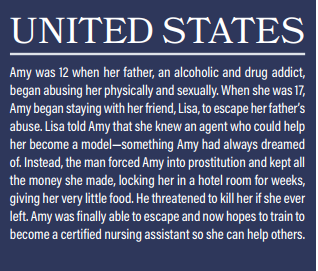 UNITED STATES
Amy was 12 when her father, an alcoholic and drug addict,
began abusing her physically and sexually. When she was 17,
Amy began staying with her friend, Lisa, to escape her father's
abuse. Lisa told Amy that she knew an agent who could help
her become a model—something Amy had always dreamed
of. Instead, the man forced Amy into prostitution and kept all
the money she made, locking her in a hotel room for weeks,
giving her very little food. He threatened to kill her if she ever
left. Amy was finally able to escape and now hopes to train to
become a certified nursing assistant so she can help others.